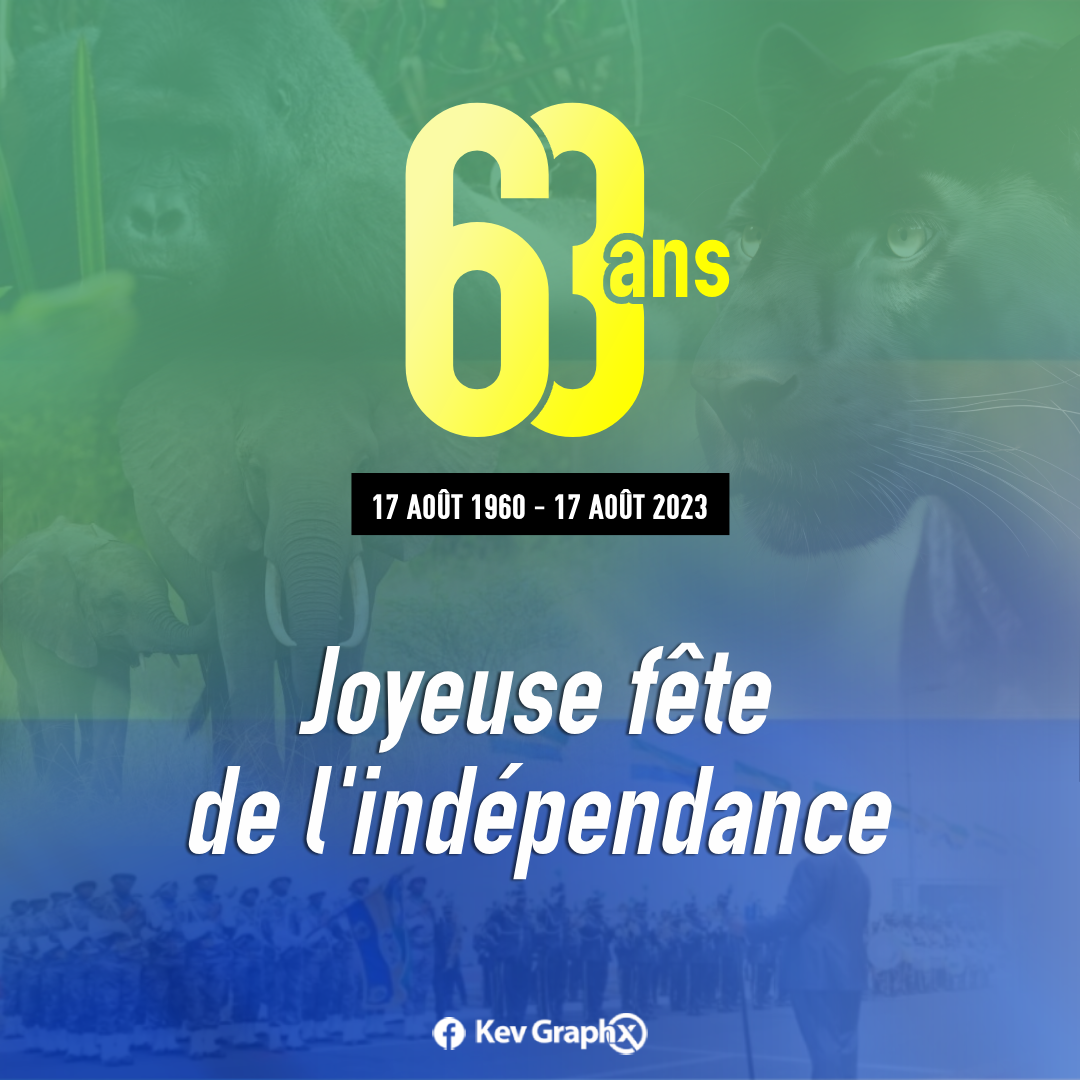 63 ans
17 AOÛT 1960 - 17 AOÛT 2023
Joyeuse fête
de l'indépendance
Kev GraphX